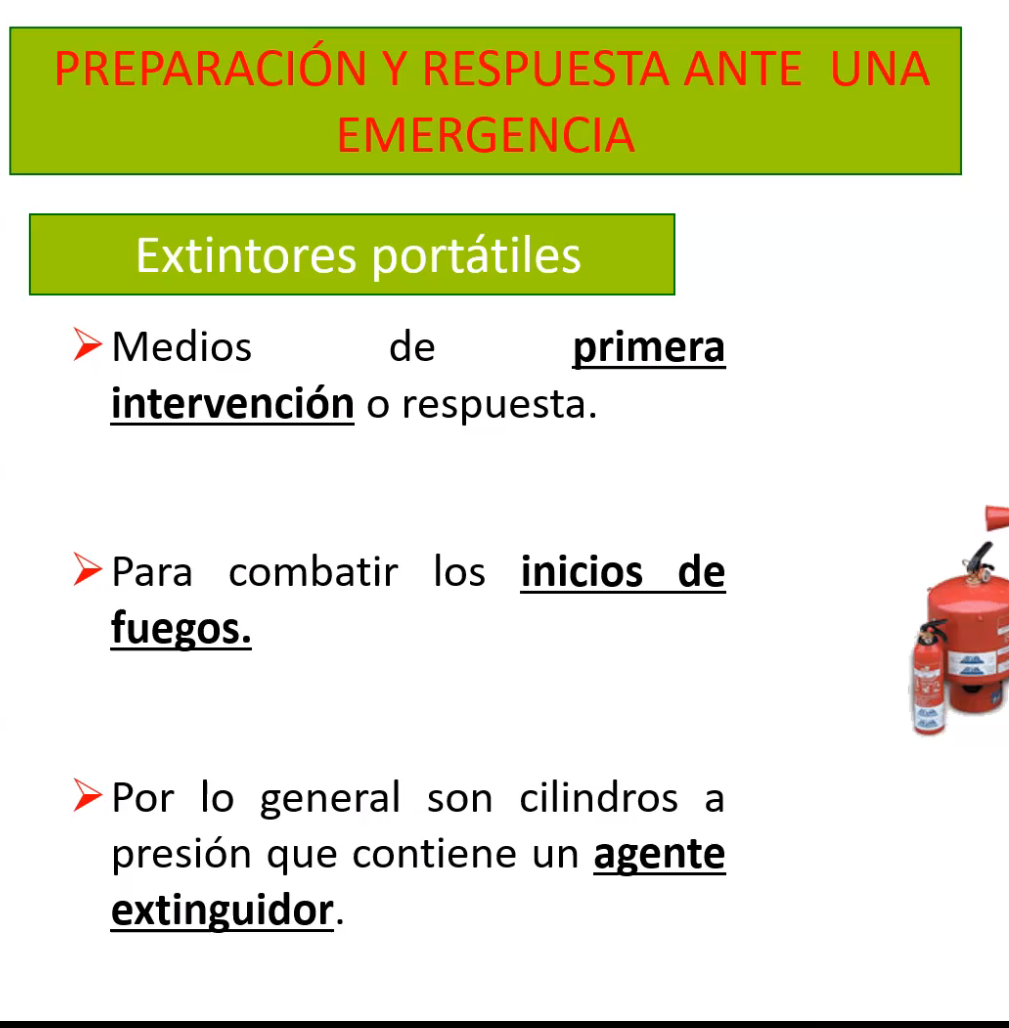 PREPARACIÓN Y RESPUESTA ANTE UNA
EMERGENCIA
Extintores portátiles
Medios de primera
intervención o respuesta.
Para combatir los inicios de
fuegos.
Por lo general son cilindros a
presión que contiene un agente
extinguidor.